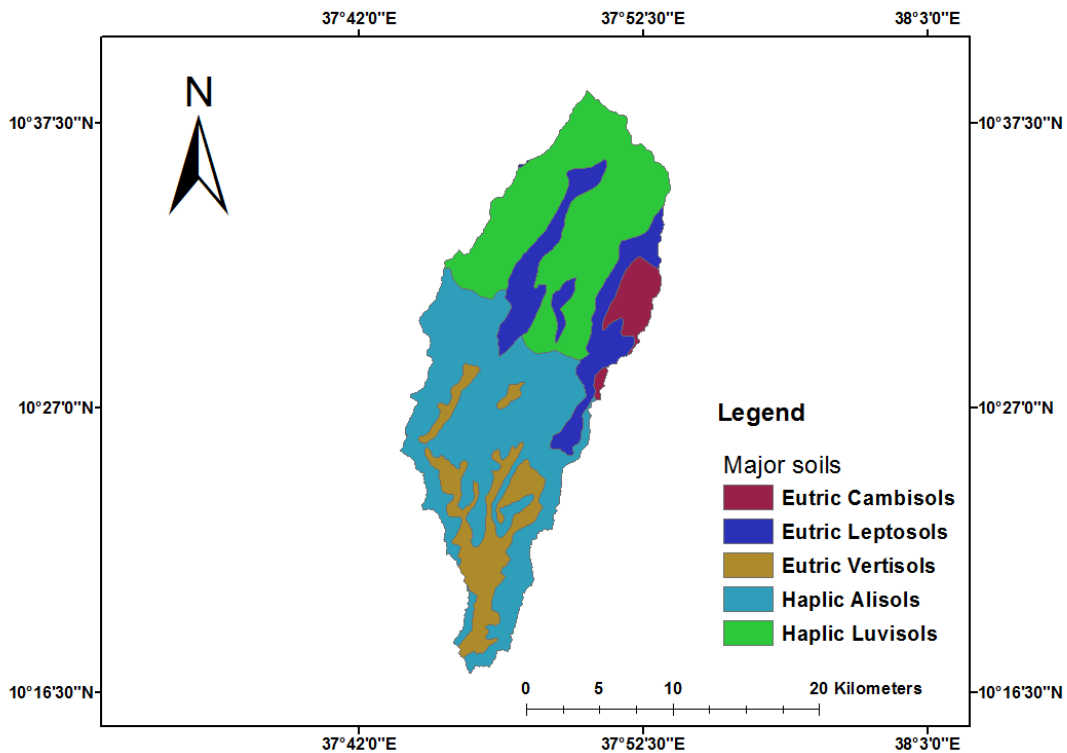 37°42'0"E 37°52'30"E 38°3'0"E
N
10°37'30"N 10°37'30"N
10°27'0"N 10°27'0"N
Legend
Major soils
Eutric Cambisols
Eutric Leptosols
Eutric Vertisols
Haplic Alisols
Haplic Luvisols
0 5 10 20 Kilometers
10°16'30"N 10°16'30"N
37°42'0"E 37°52'30"E 38°3'0"E